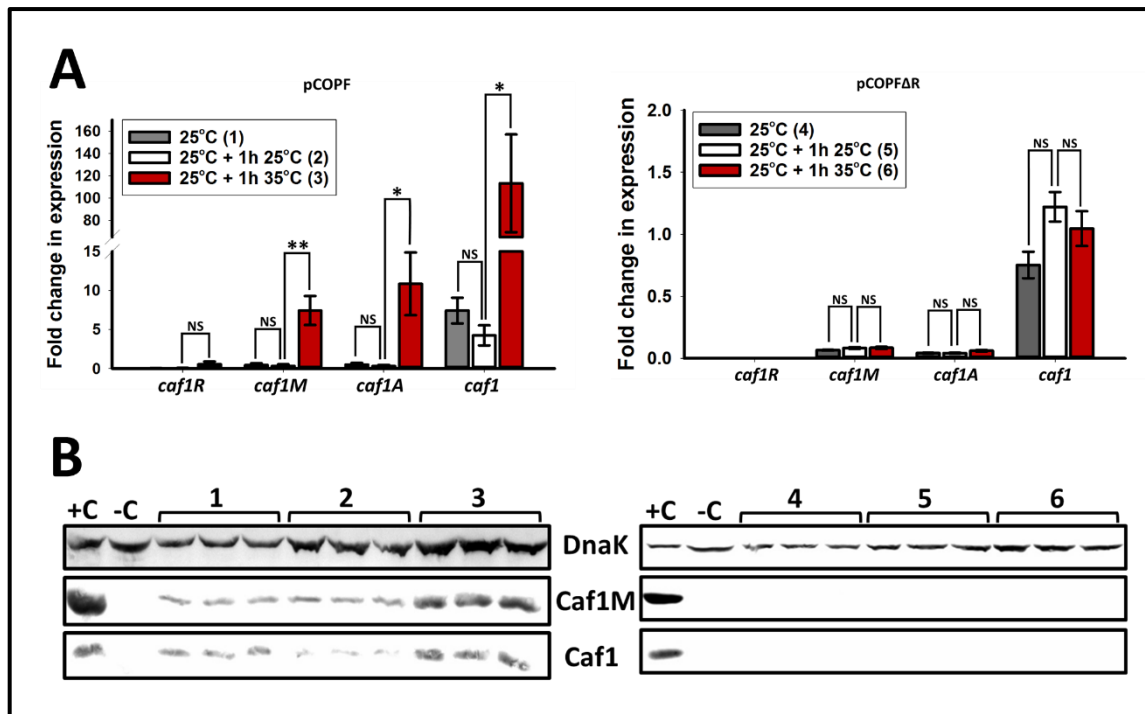 A
pCOPF
pCOPFΔR
Fold change in expression
160
140
120
100
80
60
15
10
5
0
25°C (1)
25°C + 1h 25°C (2)
25°C + 1h 35°C (3)
NS
NS
**
NS
*
NS
*
caf1R caf1M caf1A caf1
Fold change in expression
2.0
1.5
1.0
0.5
0.0
25°C (4)
25°C + 1h 25°C (5)
25°C + 1h 35°C (6)
NS NS
NS NS
NS NS
caf1R caf1M caf1A caf1
B
+C -C 1 2 3
+C -C 4 5 6
DnaK
Caf1M
Caf1